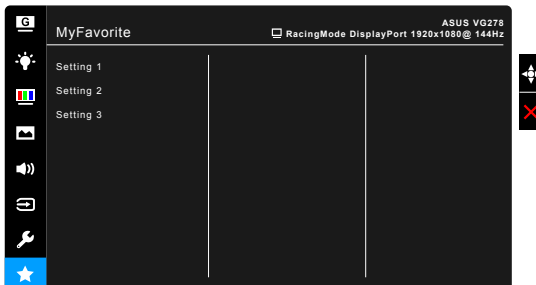 G
MyFavorite
ASUS VG278
RacingMode DisplayPort 1920x1080@ 144Hz
Setting 1
Setting 2
Setting 3